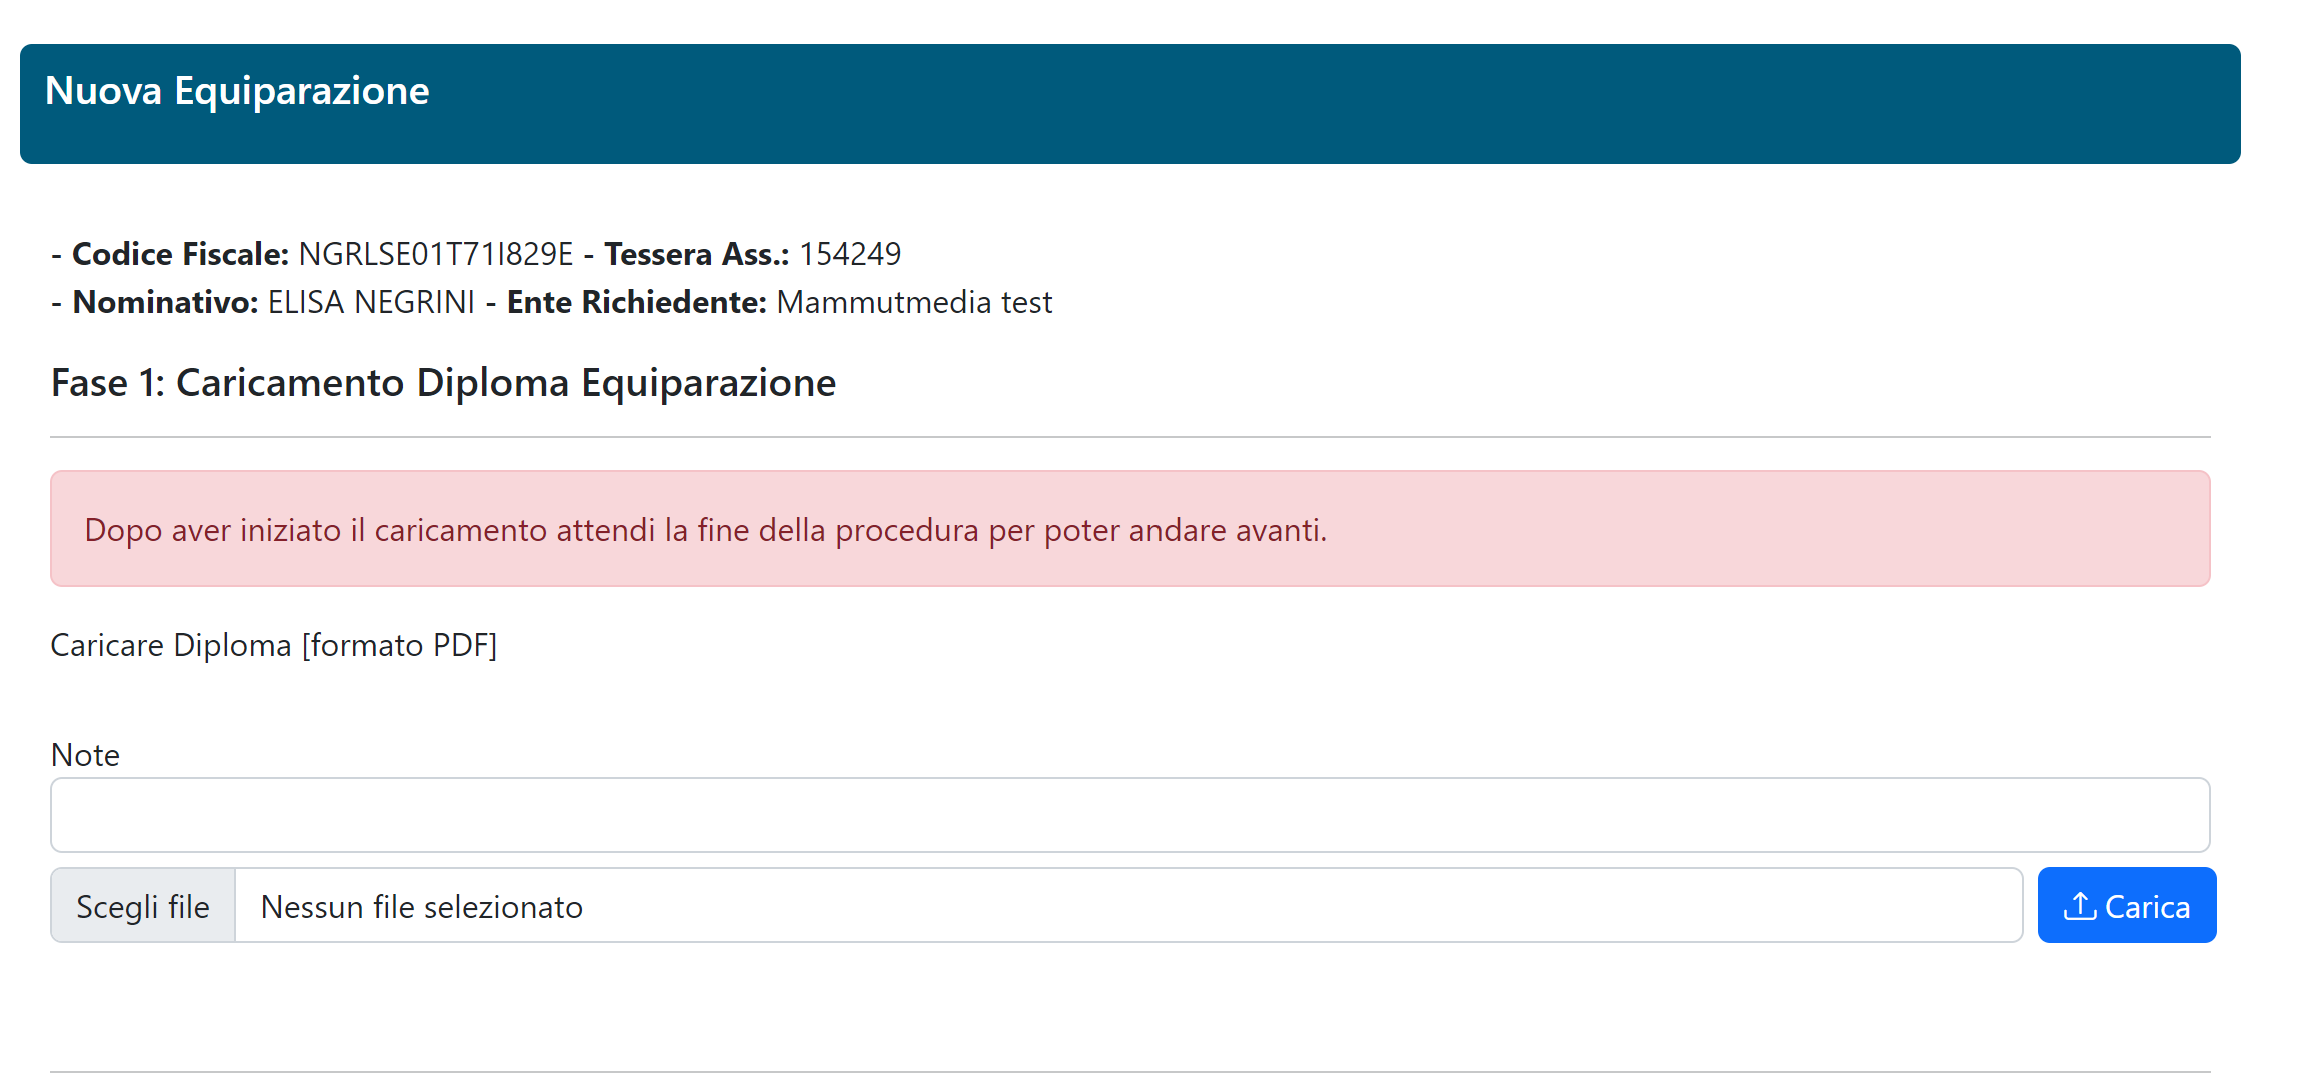 Nuova Equiparazione
- Codice Fiscale: NGRLSE01T71I829E - Tessera Ass.: 154249
- Nominativo: ELISA NEGRINI - Ente Richiedente: Mammutmedia test
Fase 1: Caricamento Diploma Equiparazione
Dopo aver iniziato il caricamento attendi la fine della procedura per poter andare avanti.
Caricare Diploma [formato PDF]
Note
Scegli file Nessun file selezionato Carica